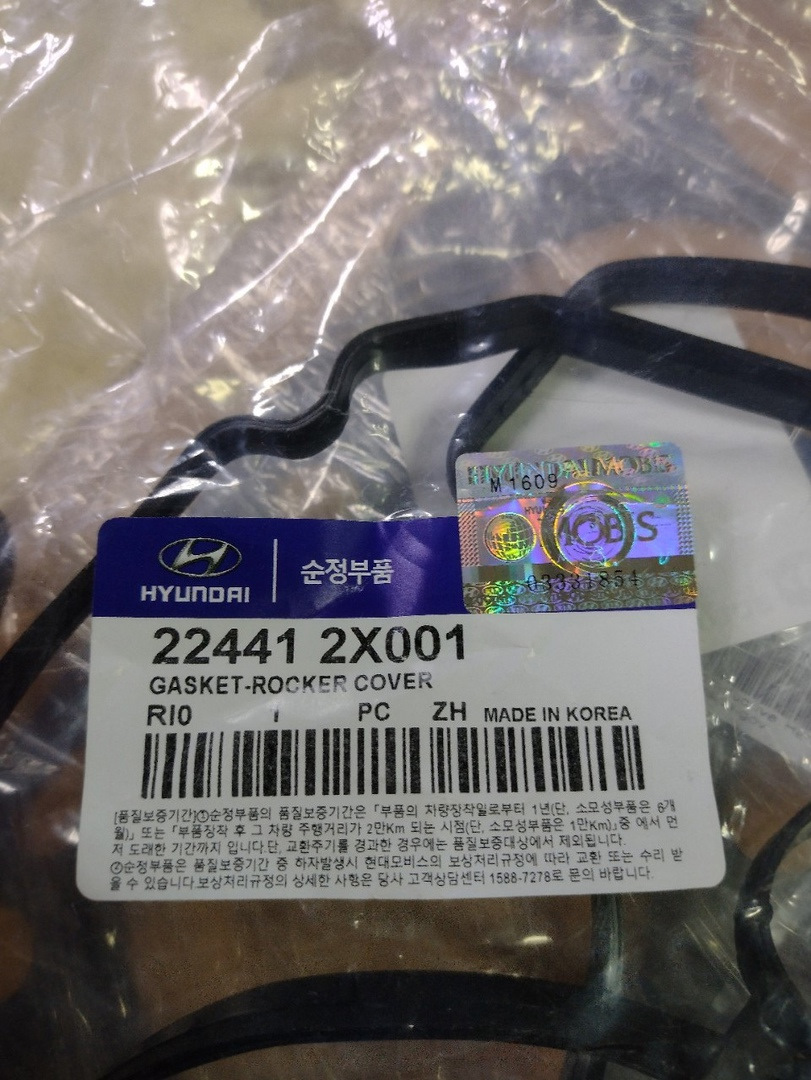 HYUNDAI MOBIS
M1609
MOBIS
03331854
HYUNDAI 순정부품
22441 2X001
GASKET-ROCKER COVER
RI0 1 PC ZH MADE IN KOREA
[품질보증기간]①순정부품의 품질보증기간은 「부품의 차량장착일로부터 1년(단, 소모성부품은 6개
월)」 또는 「부품장착 후 그 차량 주행거리가 2만Km 되는 시점(단, 소모성부품은 1만Km)」중 에서 먼
저 도래한 기간까지 입니다.단, 교환주기를 경과한 경우에는 품질보증대상에서 제외됩니다.
②순정부품은 품질보증기간 중 하자발생시 현대모비스의 보상처리규정에 따라 교환 또는 수리 받
을 수 있습니다.보상처리규정의 상세한 사항은 당사 고객상담센터 1588-7278로 문의 바랍니다.